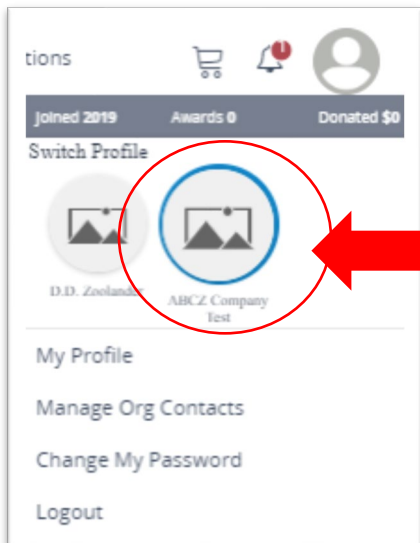 tions
1
Joined 2019 Awards 0 Donated $0
Switch Profile
D.D. Zoolander
ABCZ Company
Test
My Profile
Manage Org Contacts
Change My Password
Logout